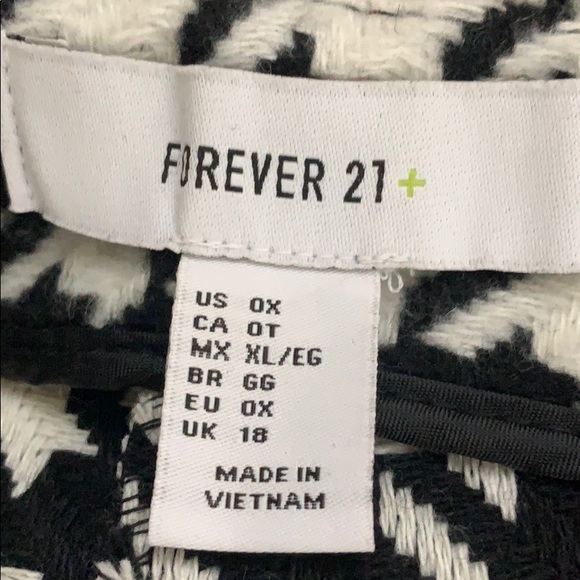 FOREVER 21+
US 0X
CA 0T
MX XL/EG
BR GG
EU 0X
UK 18
MADE IN
VIETNAM